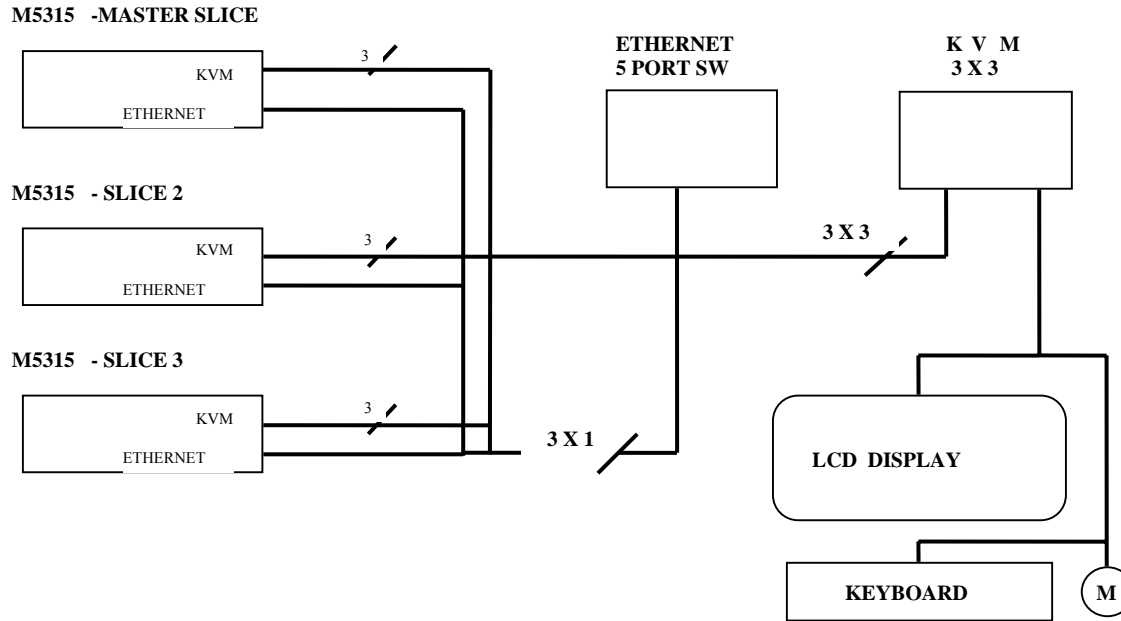 M5315 -MASTER SLICE
3
KVM
ETHERNET
ETHERNET
5 PORT SW
K V M
3 X 3
M5315 - SLICE 2
3
KVM
ETHERNET
3 X 3
M5315 - SLICE 3
3
KVM
ETHERNET
3 X 1
LCD DISPLAY
KEYBOARD
M